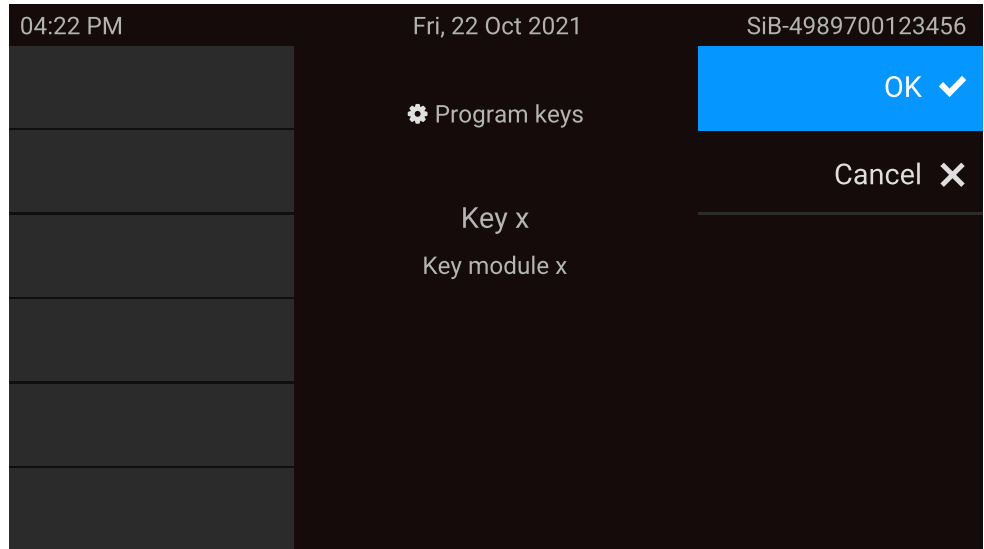 04:22 PM Fri, 22 Oct 2021 SiB-4989700123456
OK
Program keys
Cancel
Key x
Key module x